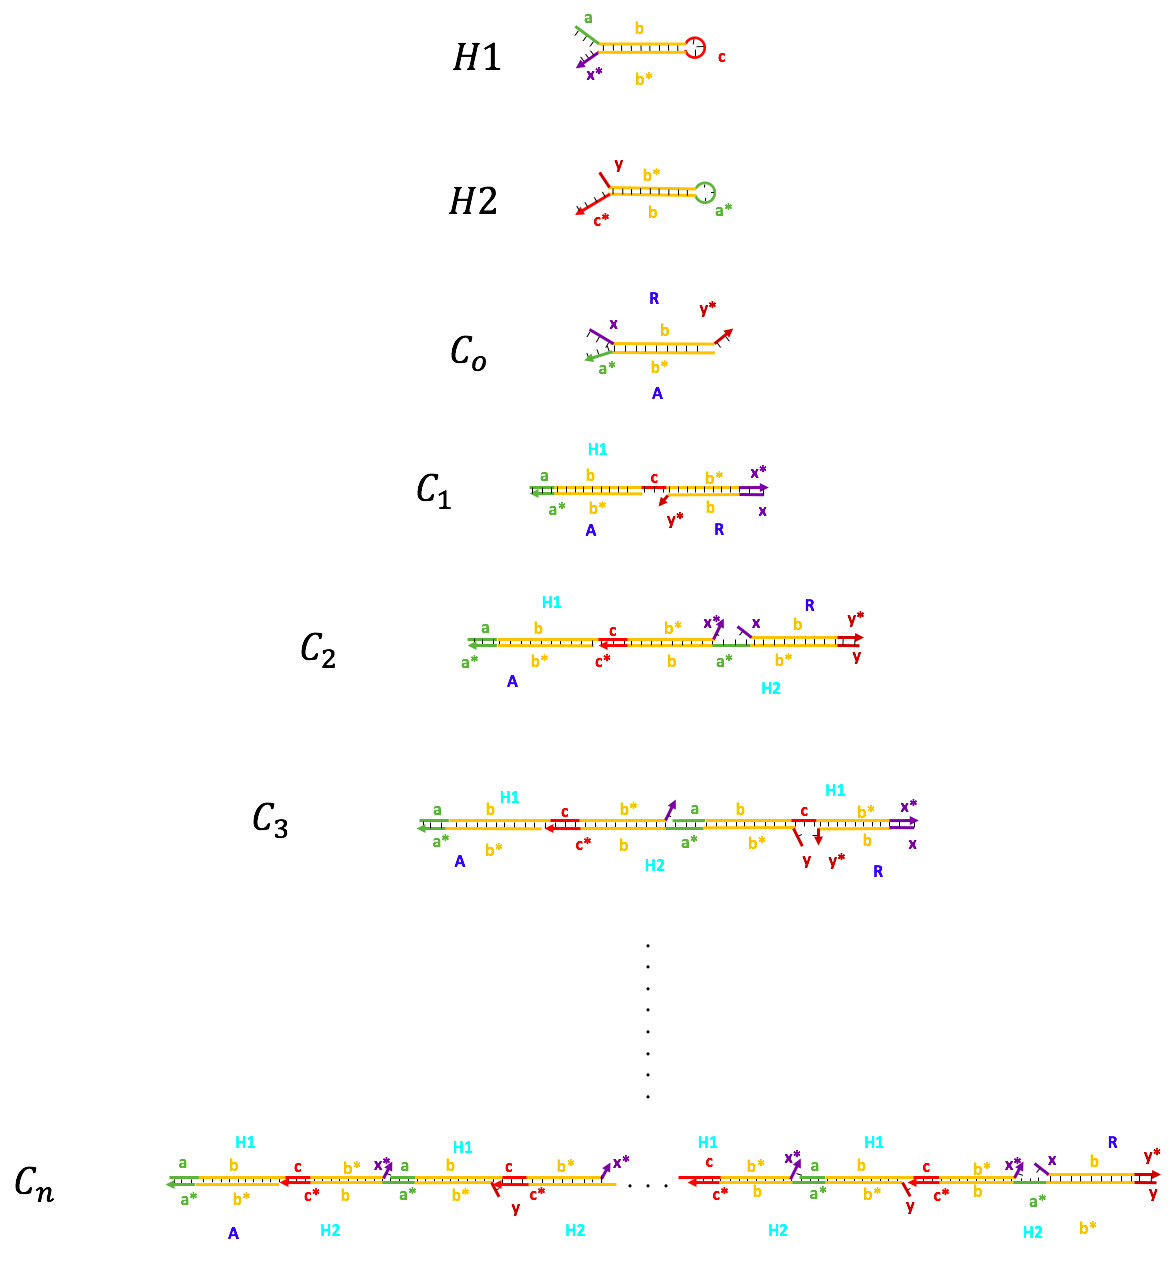 a
b
H1
c
x*
b*
y
b*
H2
b
a*
c*
R
y*
x
b
C_o
a*
b*
A
H1
x*
a b c b*
C_1
a* b* y* b x
A R
H1 R
y*
a b c b* x* x b
C_2
a* b* c* b a* b* y
A H2
H1 H1
a b c b* a b c b* x*
C_3
a* b* c* b a* b* y y* b x
A H2 R
H1 H1 H1 H1 R
a b c b* x* a b c b* x* c b* x* a b c b* x* x b y*
C_n
a* b* c* b a* b* y c* c* b a* b* y c* b a* y
A H2 H2 H2 H2 b*